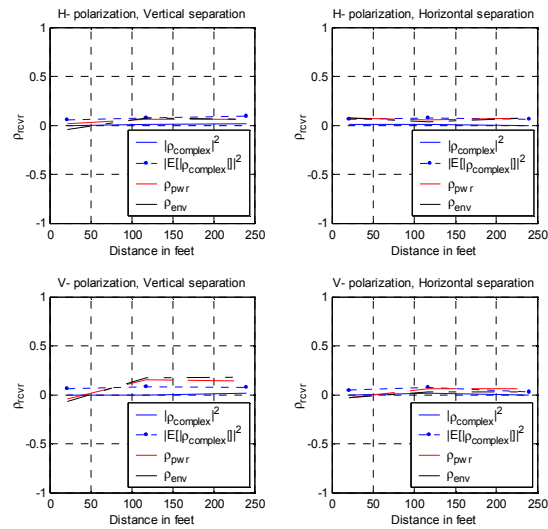 H- polarization, Vertical separation
1
0.5
0
-0.5
-1
ρrcvr
|ρcomplex|²
|E[|ρcomplex|]|²
ρpwr
ρenv
0 50 100 150 200 250
Distance in feet
H- polarization, Horizontal separation
1
0.5
0
-0.5
-1
ρrcvr
|ρcomplex|²
|E[|ρcomplex|]|²
ρpwr
ρenv
0 50 100 150 200 250
Distance in feet
V- polarization, Vertical separation
1
0.5
0
-0.5
-1
ρrcvr
|ρcomplex|²
|E[|ρcomplex|]|²
ρpwr
ρenv
0 50 100 150 200 250
Distance in feet
V- polarization, Horizontal separation
1
0.5
0
-0.5
-1
ρrcvr
|ρcomplex|²
|E[|ρcomplex|]|²
ρpwr
ρenv
0 50 100 150 200 250
Distance in feet